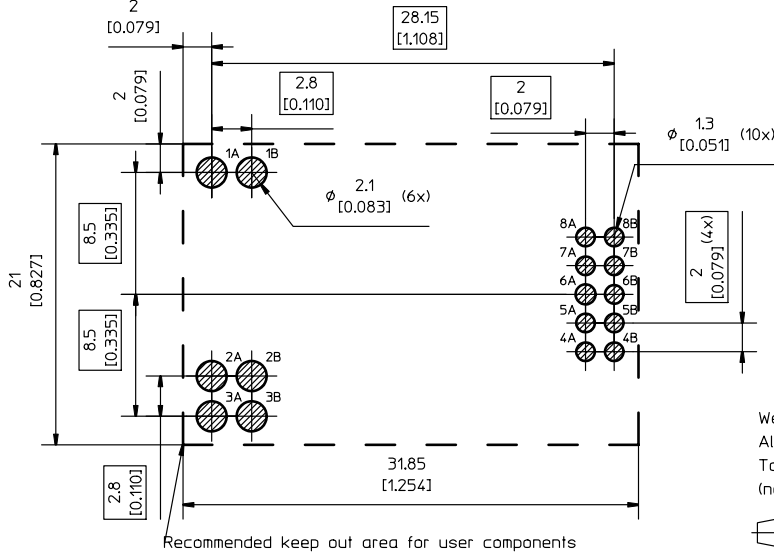 2
[0.079]
28.15
[1.108]
2
[0.079]
2.8
[0.110]
2
[0.079]
ø 1.3 (10x)
[0.051]
1A 1B
ø 2.1 (6x)
[0.083]
8.5
[0.335]
21
[0.827]
8.5
[0.335]
8A 8B
7A 7B
6A 6B
5A 5B
4A 4B
2 (4x)
[0.079]
2A 2B
3A 3B
2.8
[0.110]
31.85
[1.254]
Recommended keep out area for user components
We
Al
To